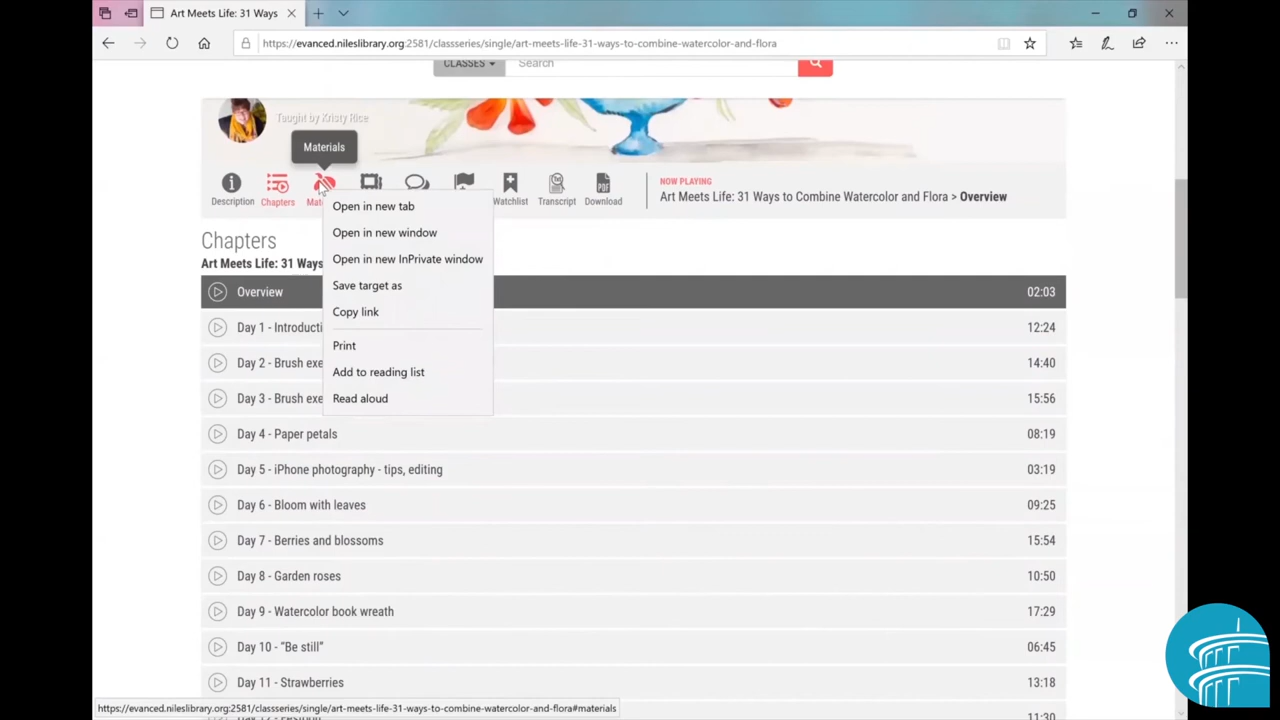 Art Meets Life: 31 Ways
https://evanced.nileslibrary.org:2581/classseries/single/art-meets-life-31-ways-to-combine-watercolor-and-flora
CLASSES
Search
Taught by Kristy Rice
Materials
Description
Chapters
Mat
Watchlist
Transcript
PDF
Download
NOW PLAYING
Art Meets Life: 31 Ways to Combine Watercolor and Flora > Overview
Open in new tab
Open in new window
Open in new InPrivate window
Save target as
Copy link
Print
Add to reading list
Read aloud
Chapters
Art Meets Life: 31 Ways
Overview 02:03
Day 1 - Introducti 12:24
Day 2 - Brush exe 14:40
Day 3 - Brush exe 15:56
Day 4 - Paper petals 08:19
Day 5 - iPhone photography - tips, editing 03:19
Day 6 - Bloom with leaves 09:25
Day 7 - Berries and blossoms 15:54
Day 8 - Garden roses 10:50
Day 9 - Watercolor book wreath 17:29
Day 10 - “Be still” 06:45
Day 11 - Strawberries 13:18
11:30
https://evanced.nileslibrary.org:2581/classseries/single/art-meets-life-31-ways-to-combine-watercolor-and-flora#materials